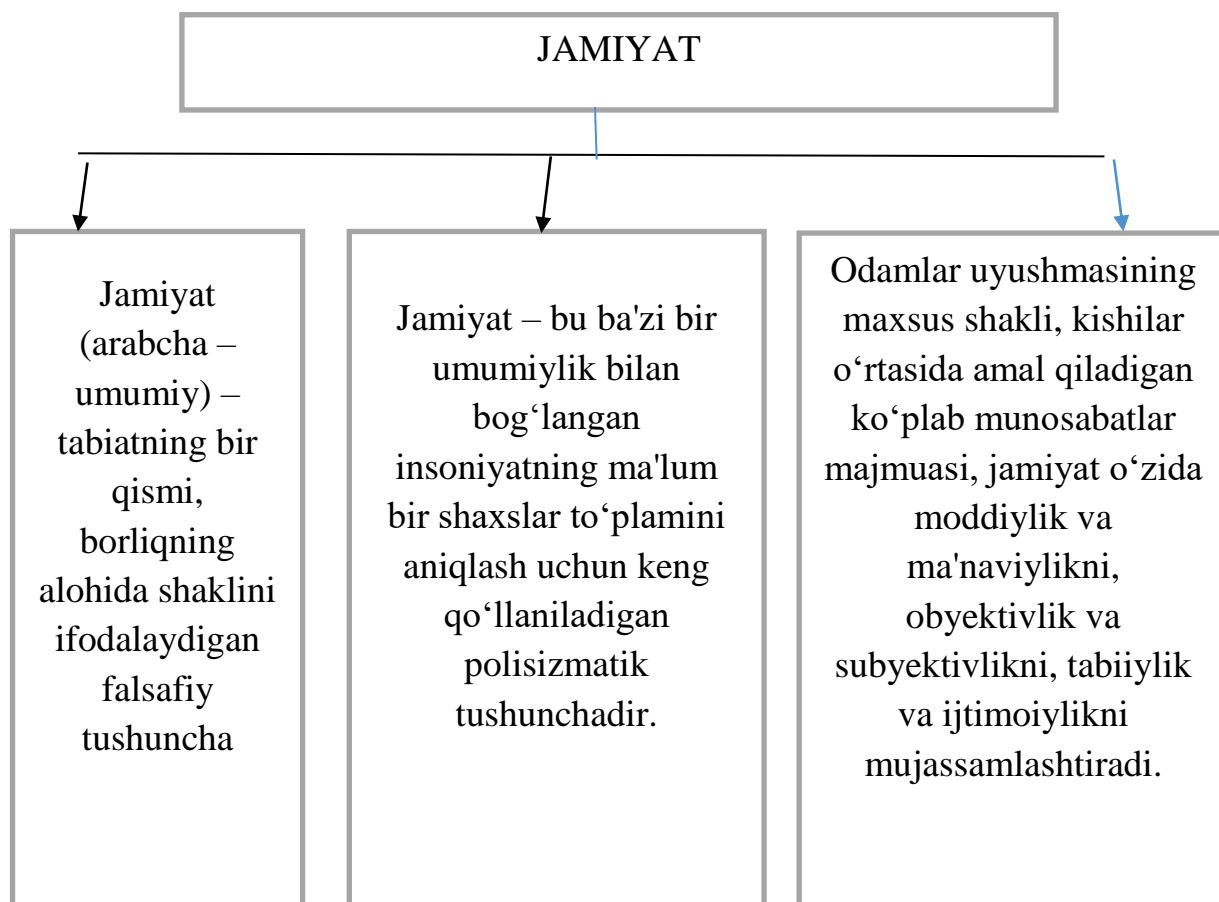 JAMIYAT
Jamiyat
(arabcha –
umumiy) –
tabiatning bir
qismi,
borliqning
alohida shaklini
ifodalaydigan
falsafiy
tushuncha
Jamiyat – bu ba'zi bir
umumiylik bilan
bog‘langan
insoniyatning ma'lum
bir shaxslar to‘plamini
aniqlash uchun keng
qo‘llaniladigan
polisizmatik
tushunchadir.
Odamlar uyushmasining
maxsus shakli, kishilar
o‘rtasida amal qiladigan
ko‘plab munosabatlar
majmuasi, jamiyat o‘zida
moddiylik va
ma'naviylikni,
obyektivlik va
subyektivlikni, tabiiylik
va ijtimoiylikni
mujassamlashtiradi.